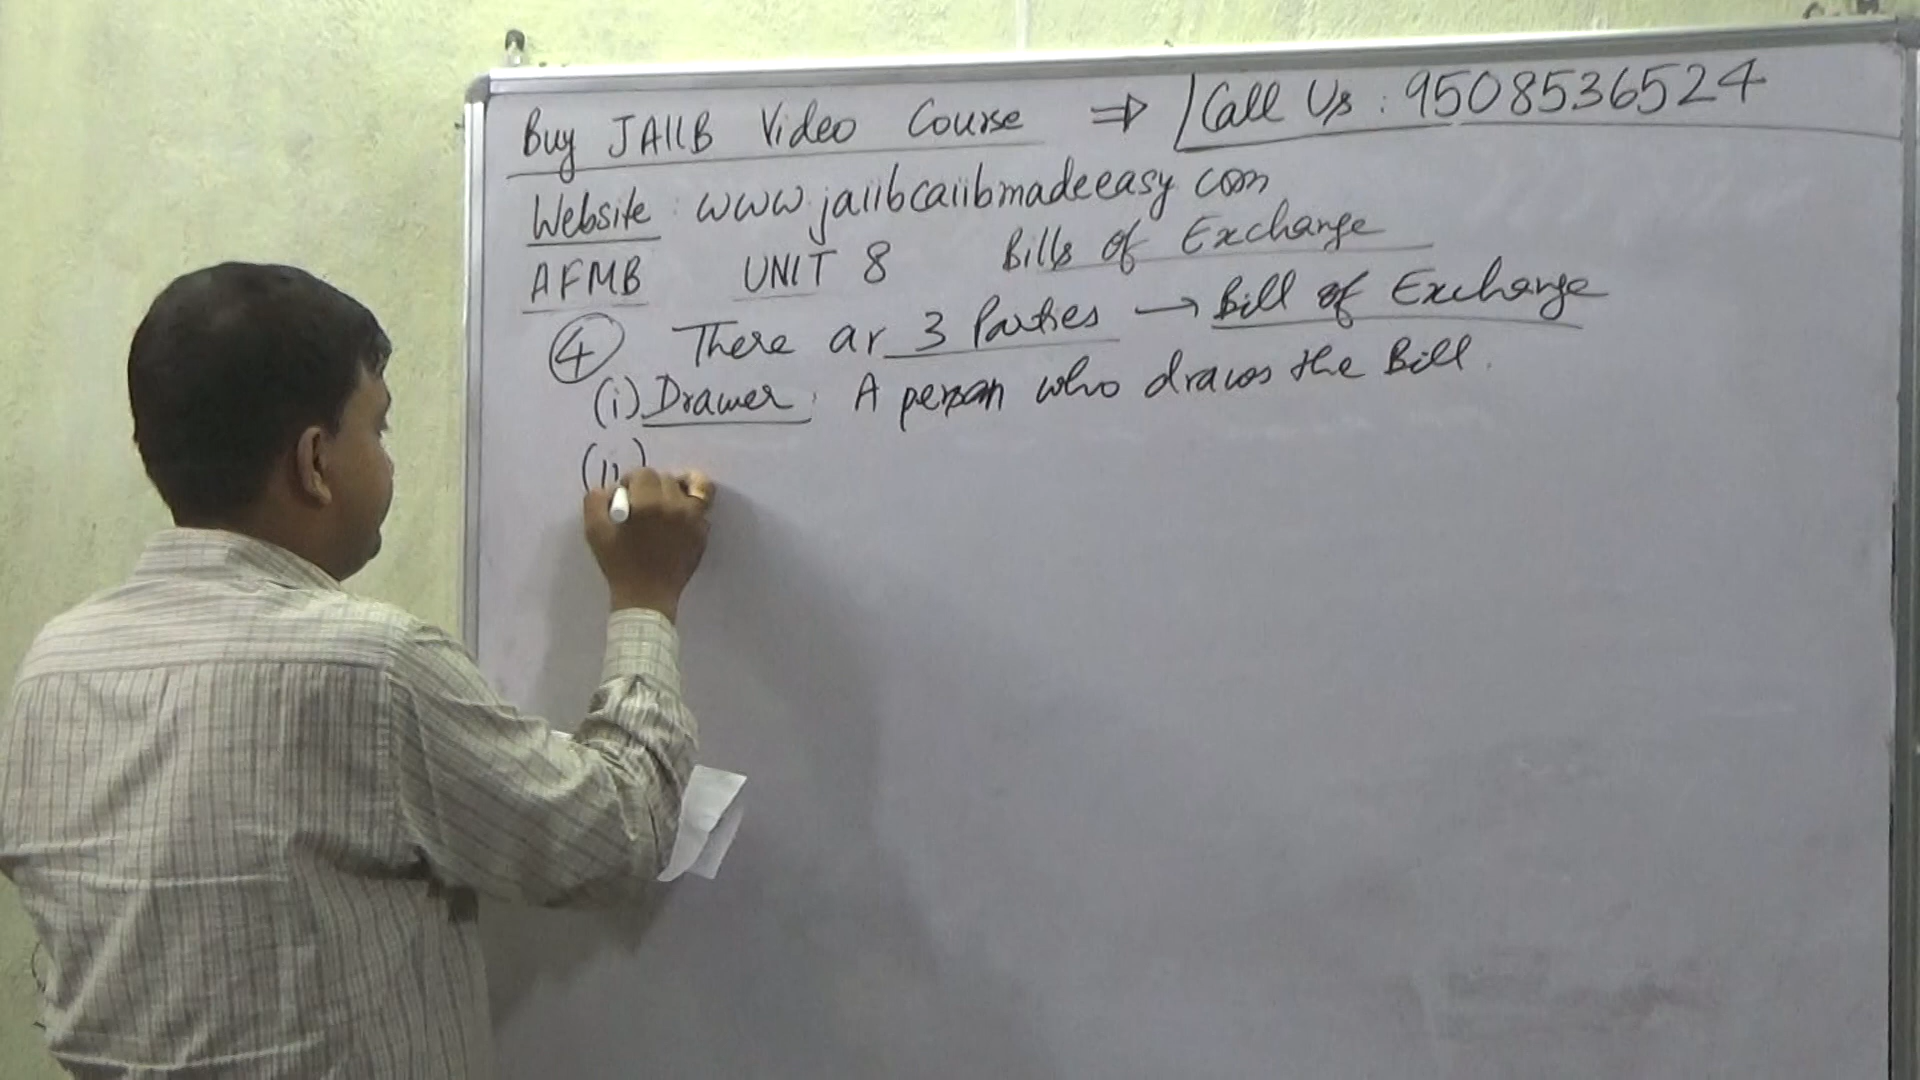 Buy JAIIB Video Course ⇒ Call Us : 9508536524
Website : www.jaiibcaiibmadeeasy.com
AFMB UNIT 8 Bills of Exchange
4 There ar 3 Parties → Bill of Exchange
(i) Drawer : A person who draws the Bill.
(ii)